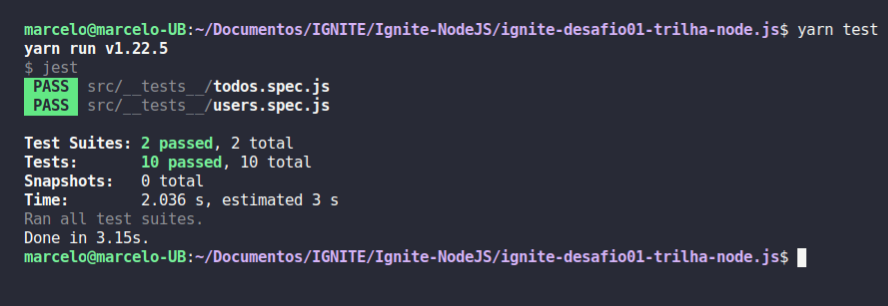 marcelo@marcelo-UB:~/Documentos/IGNITE/Ignite-NodeJS/ignite-desafio01-trilha-node.js$ yarn test
yarn run v1.22.5
$ jest
PASS src/__tests__/todos.spec.js
PASS src/__tests__/users.spec.js
Test Suites: 2 passed, 2 total
Tests: 10 passed, 10 total
Snapshots: 0 total
Time: 2.036 s, estimated 3 s
Ran all test suites.
Done in 3.15s.
marcelo@marcelo-UB:~/Documentos/IGNITE/Ignite-NodeJS/ignite-desafio01-trilha-node.js$